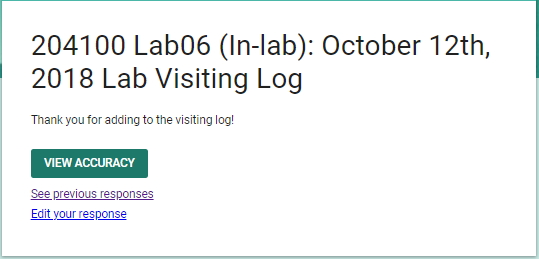 204100 Lab06 (In-lab): October 12th,
2018 Lab Visiting Log
Thank you for adding to the visiting log!
VIEW ACCURACY
See previous responses
Edit your response